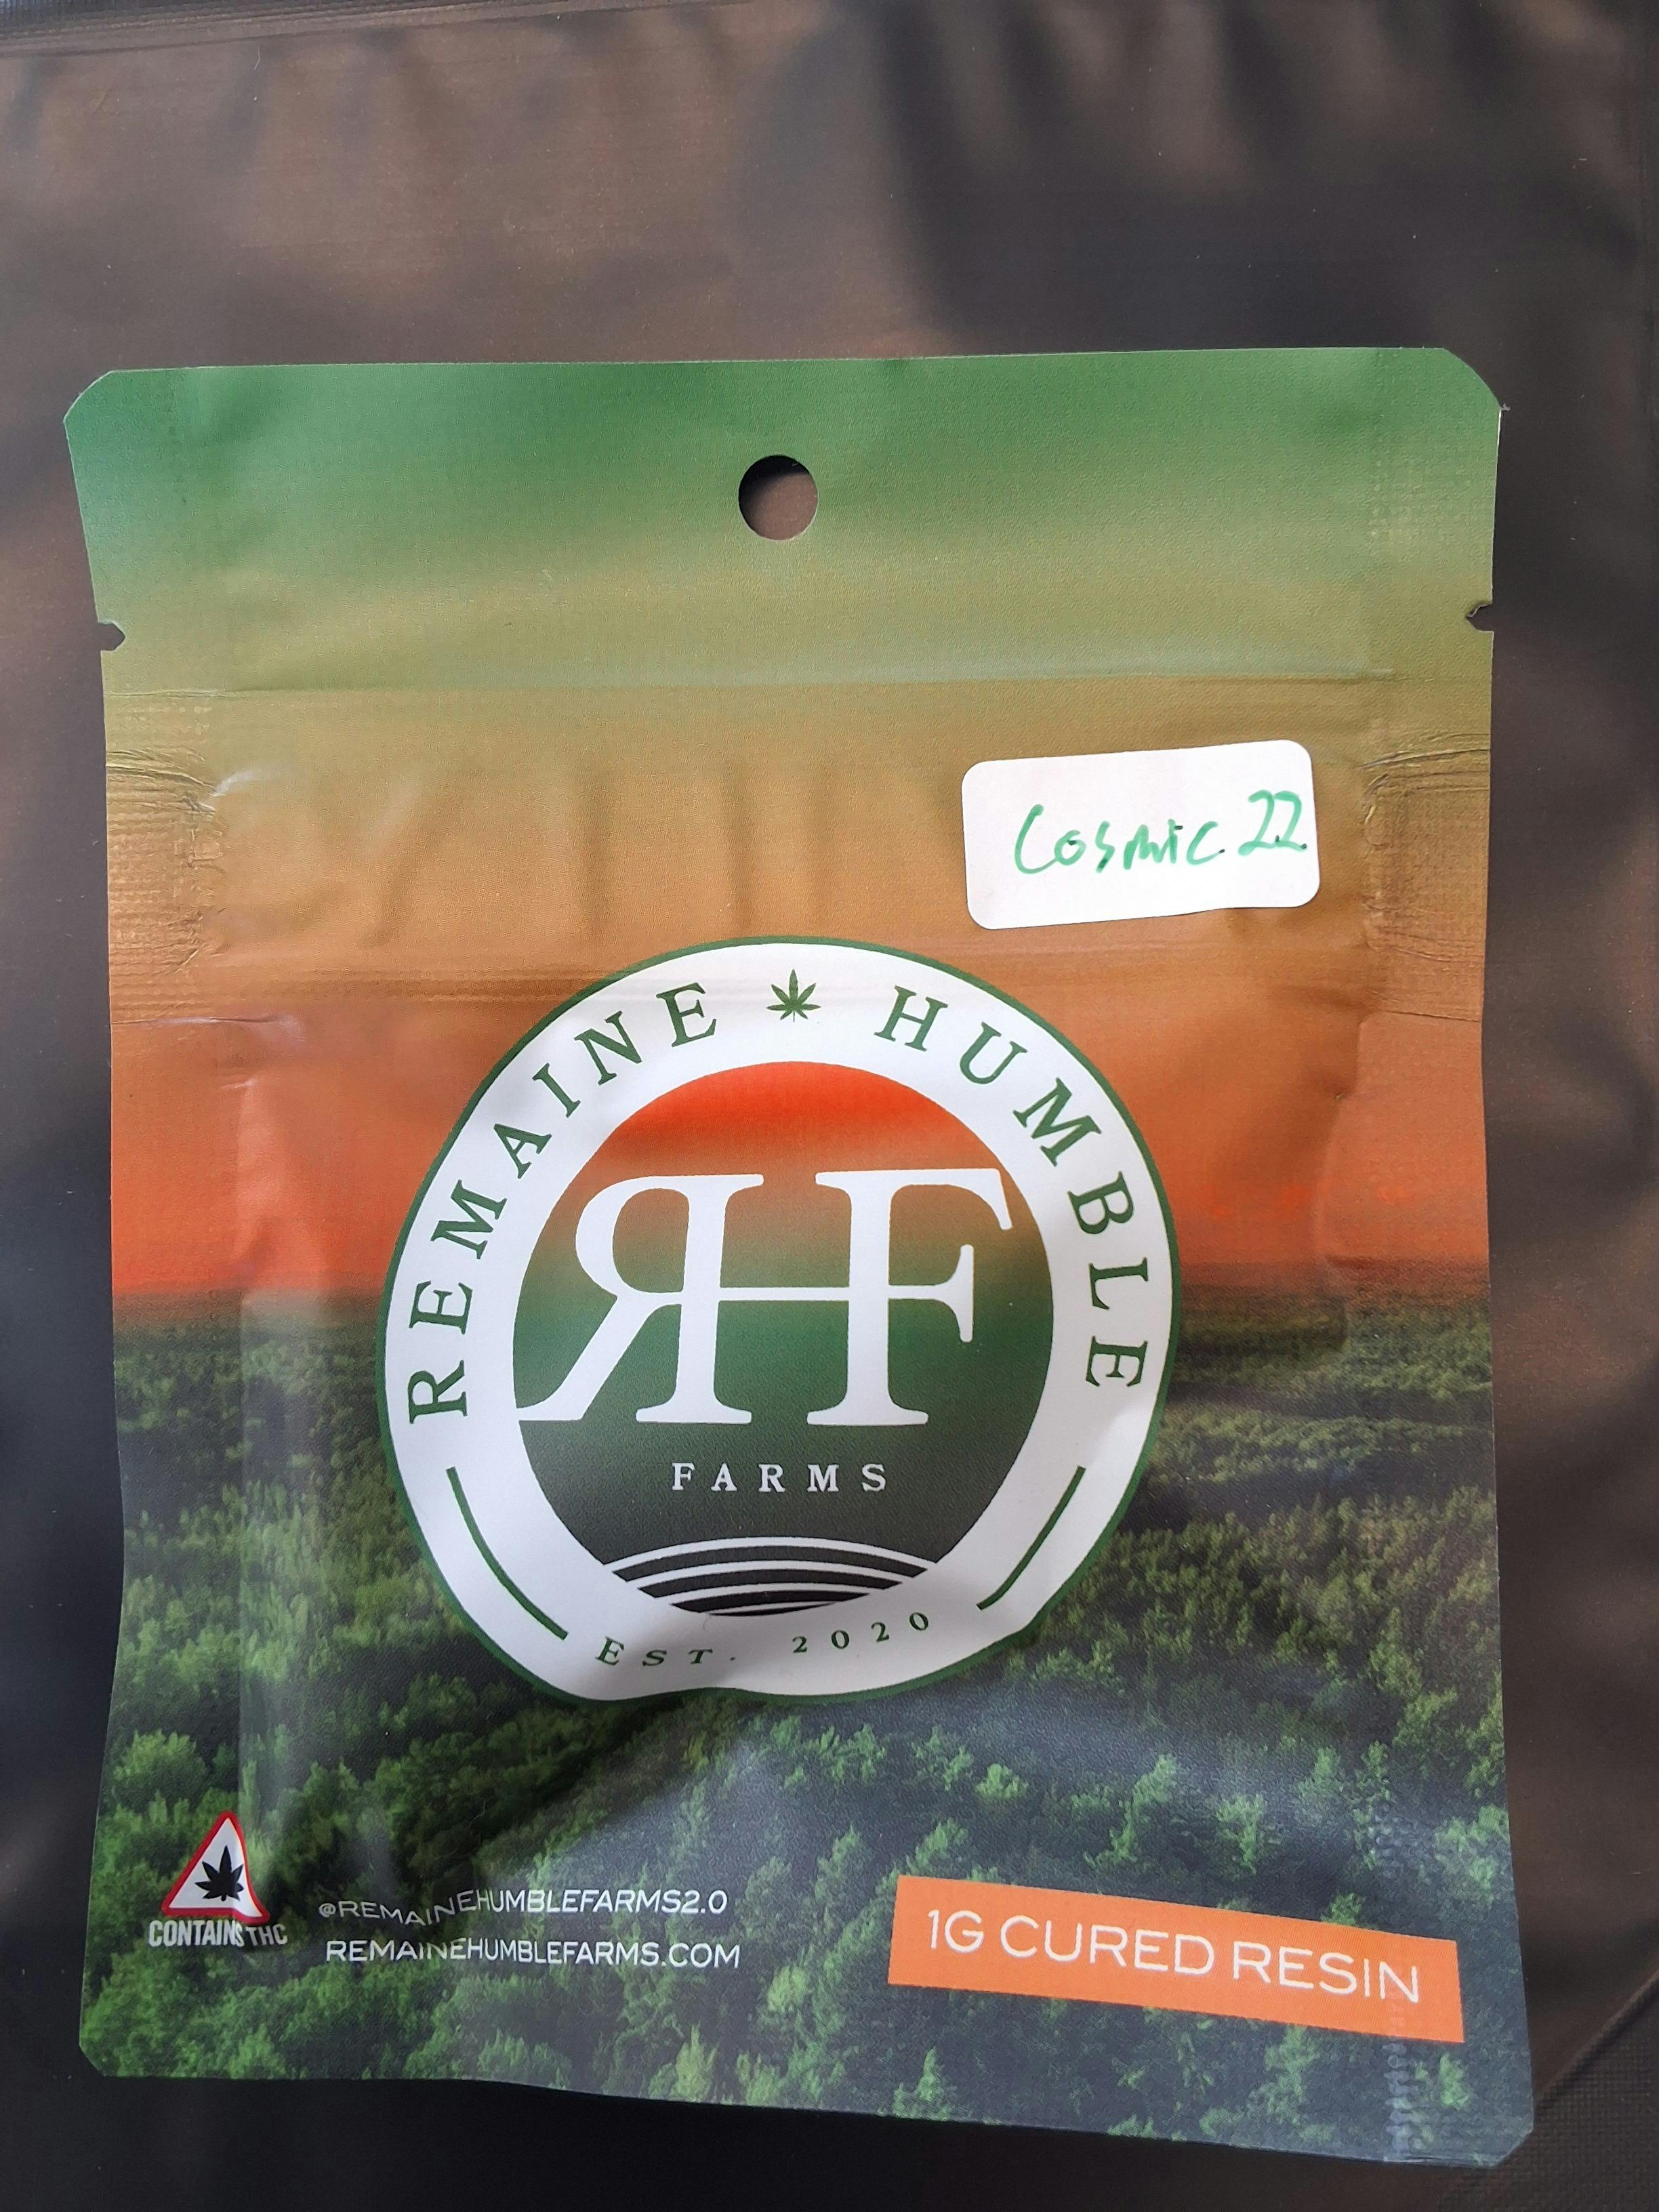 Cosmic 22
REMAINE HUMBLE
RHF
FARMS
EST. 2020
CONTAINS THC
@REMAINEHUMBLEFARMS2.0
REMAINEHUMBLEFARMS.COM
1G CURED RESIN